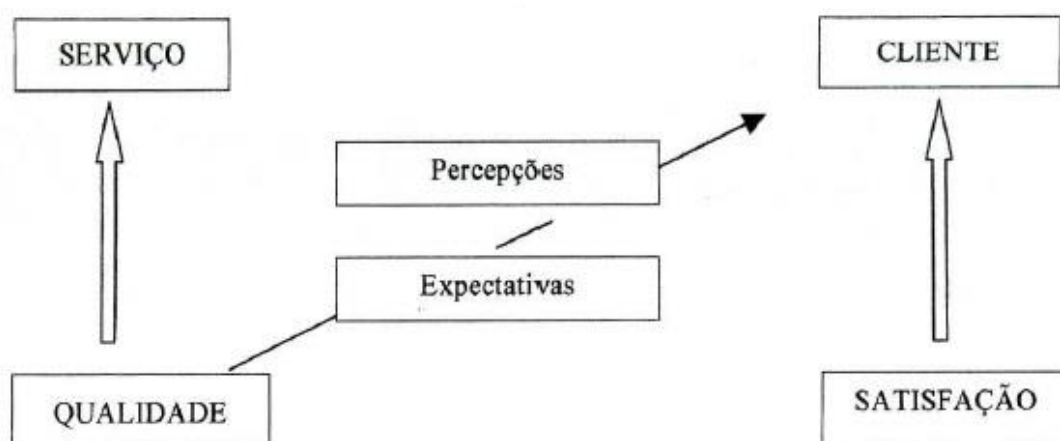 SERVIÇO
CLIENTE
Percepções
Expectativas
QUALIDADE
SATISFAÇÃO